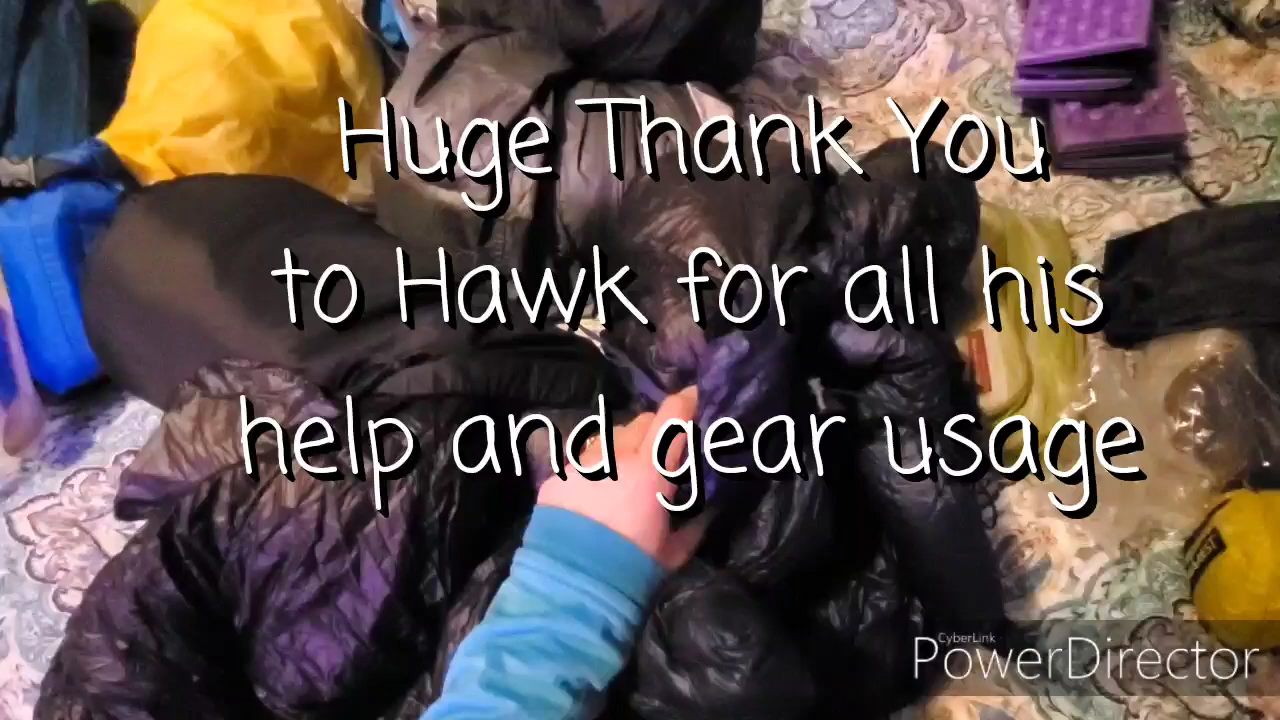 Huge Thank You
to Hawk for all his
help and gear usage
CyberLink
PowerDirector